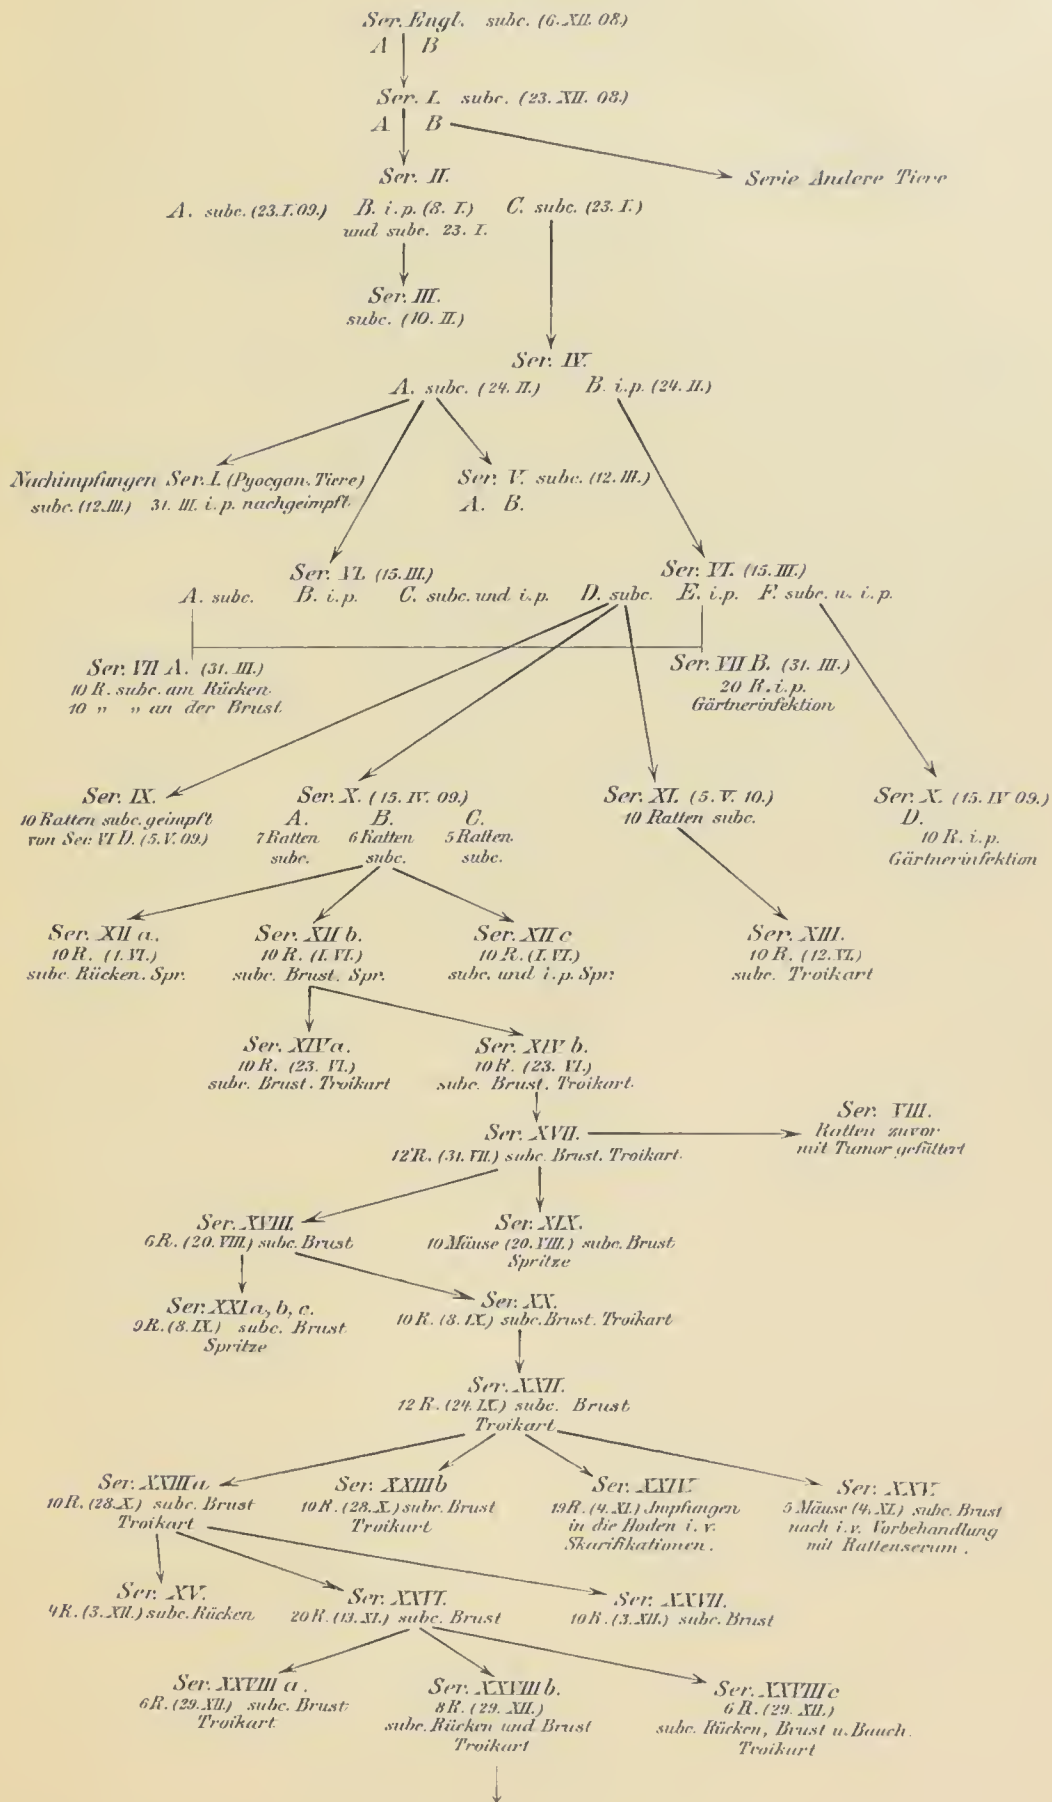 Ser. Engl. subc. (6. XII. 08.)
A B
Ser. I. subc. (23. XII. 08.)
A B
Serie Andere Tiere
Ser. II.
A. subc. (23. I. 09.) B. i.p. (8. I.) C. subc. (23. I.)
und subc. 23. I.
Ser. III.
subc. (10. II.)
Ser. IV.
A. subc. (24. II.) B. i.p. (24. II.)
Nachimpfungen Ser. I. (Pyocyan. Tiere)
subc. (12. III.) 31. III. i.p. nachgeimpft.
Ser. V. subc. (12. III.)
A. B.
Ser. VI. (15. III.)
A. subc. B. i.p. C. subc. und i.p.
Ser. VI. (15. III.)
D. subc. E. i.p. F. subc. u. i.p.
Ser. VII A. (31. III.)
10 R. subc. am Rücken.
10 " " an der Brust.
Ser. VII B. (31. III.)
20 R. i.p.
Gärtnerinfektion
Ser. IX.
10 Ratten subc. geimpft
von Ser. VI D. (5. V. 09.)
Ser. X. (15. IV. 09.)
A. B. C.
7 Ratten 6 Ratten 5 Ratten.
subc. subc. subc.
Ser. XI. (5. V. 10.)
10 Ratten subc.
Ser. X. (15. IV 09.)
D.
10 R. i.p.
Gärtnerinfektion
Ser. XII a.
10 R. (1. VI.)
subc. Rücken. Spr.
Ser. XII b.
10 R. (1. VI.)
subc. Brust. Spr.
Ser. XII c
10 R. (1. VI.)
subc. und i.p. Spr.
Ser. XIII.
10 R. (12. VI.)
subc. Troikart
Ser. XIV a.
10 R. (23. VI.)
subc. Brust. Troikart
Ser. XIV b.
10 R. (23. VI.)
subc. Brust. Troikart.
Ser. XVII.
12 R. (31. VII.) subc. Brust. Troikart.
Ser. VIII.
Ratten zuvor
mit Tumor gefüttert
Ser. XVIII.
6 R. (20. VIII.) subc. Brust
Ser. XIX.
10 Mäuse (20. VIII.) subc. Brust
Spritze
Ser. XXI a, b, c.
9 R. (8. IX.) subc. Brust
Spritze
Ser. XX.
10 R. (8. IX.) subc. Brust. Troikart
Ser. XXII.
12 R. (24. IX.) subc. Brust
Troikart
Ser. XXIII a
10 R. (28. X.) subc. Brust
Troikart
Ser. XXIII b
10 R. (28. X.) subc. Brust
Troikart
Ser. XXIV.
19 R. (4. XI.) Impfungen
in die Hoden i. v.
Skarifikationen.
Ser. XXV.
5 Mäuse (4. XI.) subc. Brust
nach i.v. Vorbehandlung
mit Rattenserum.
Ser. XV.
4 R. (3. XII.) subc. Rücken
Ser. XXVI.
20 R. (13. XI.) subc. Brust
Ser. XXVII.
10 R. (3. XII.) subc. Brust
Ser. XXVIII a.
6 R. (29. XII.) subc. Brust
Troikart
Ser. XXVIII b.
8 R. (29. XII.)
subc. Rücken und Brust
Troikart
Ser. XXVIII c
6 R. (29. XII.)
subc. Rücken, Brust u. Bauch.
Troikart